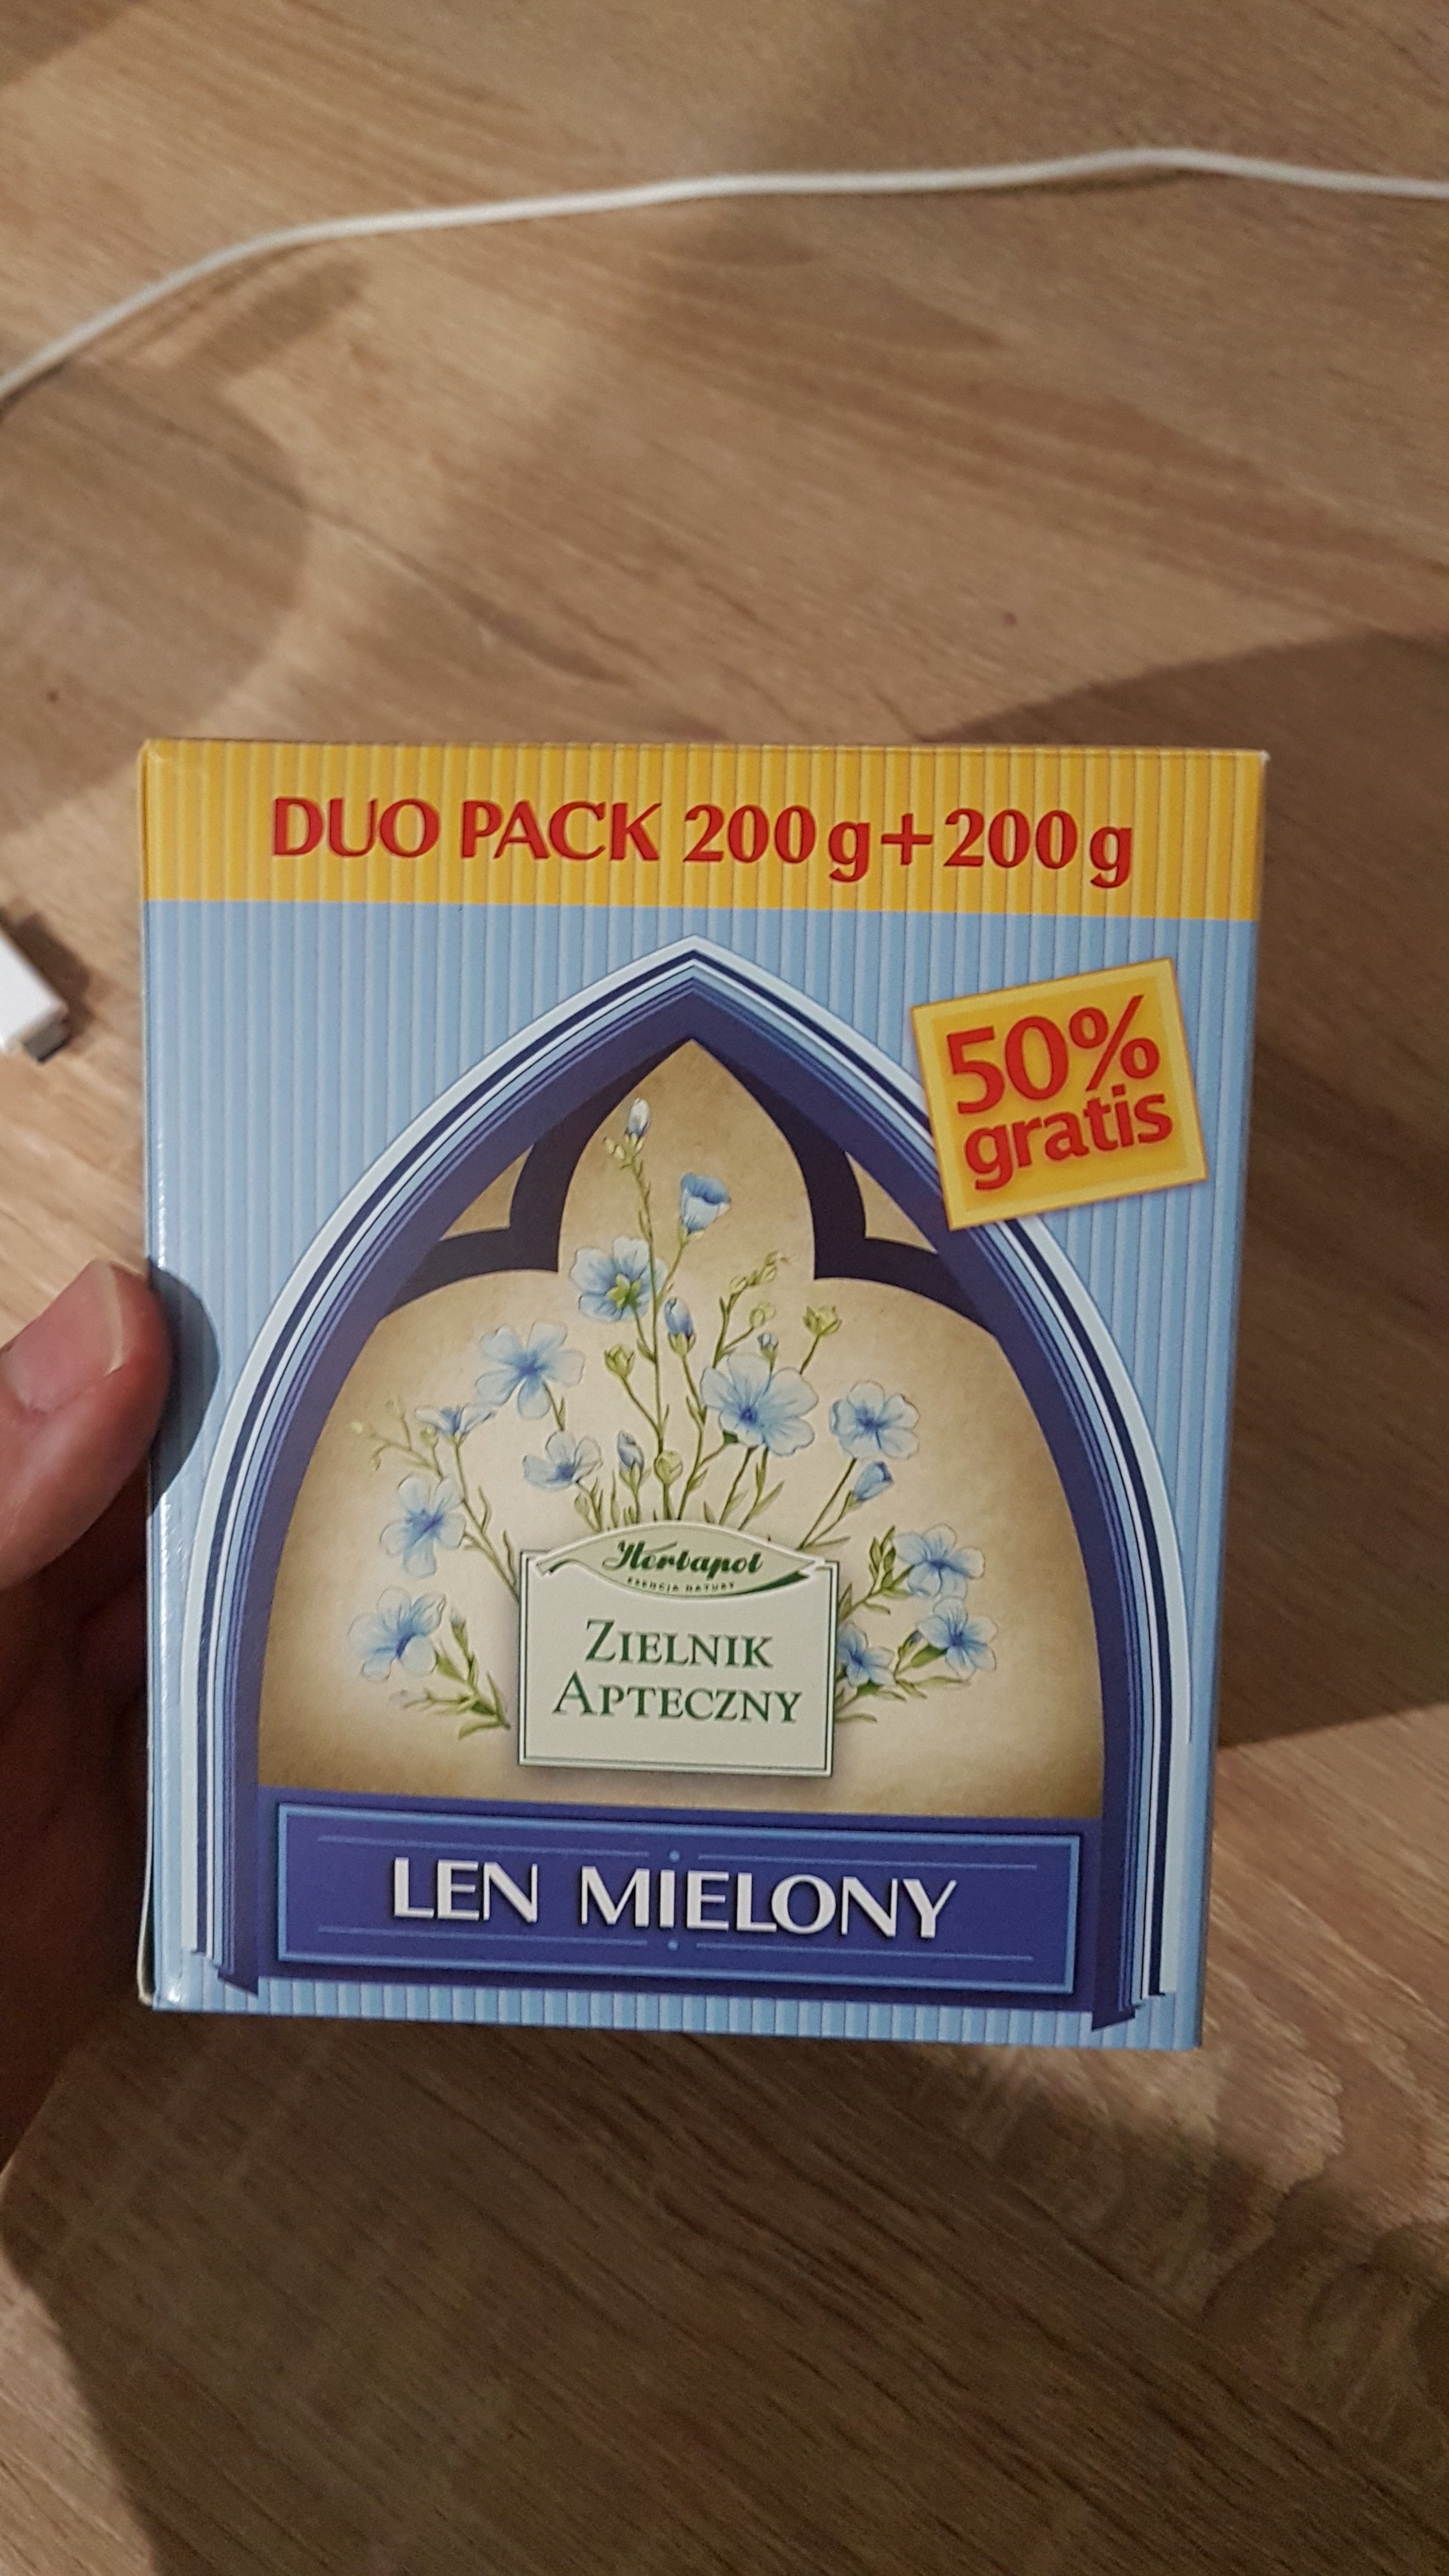 DUO PACK 200 g + 200 g
50%
gratis
Herbapol
ESENCJA NATURY
ZIELNIK
APTECZNY
LEN MIELONY